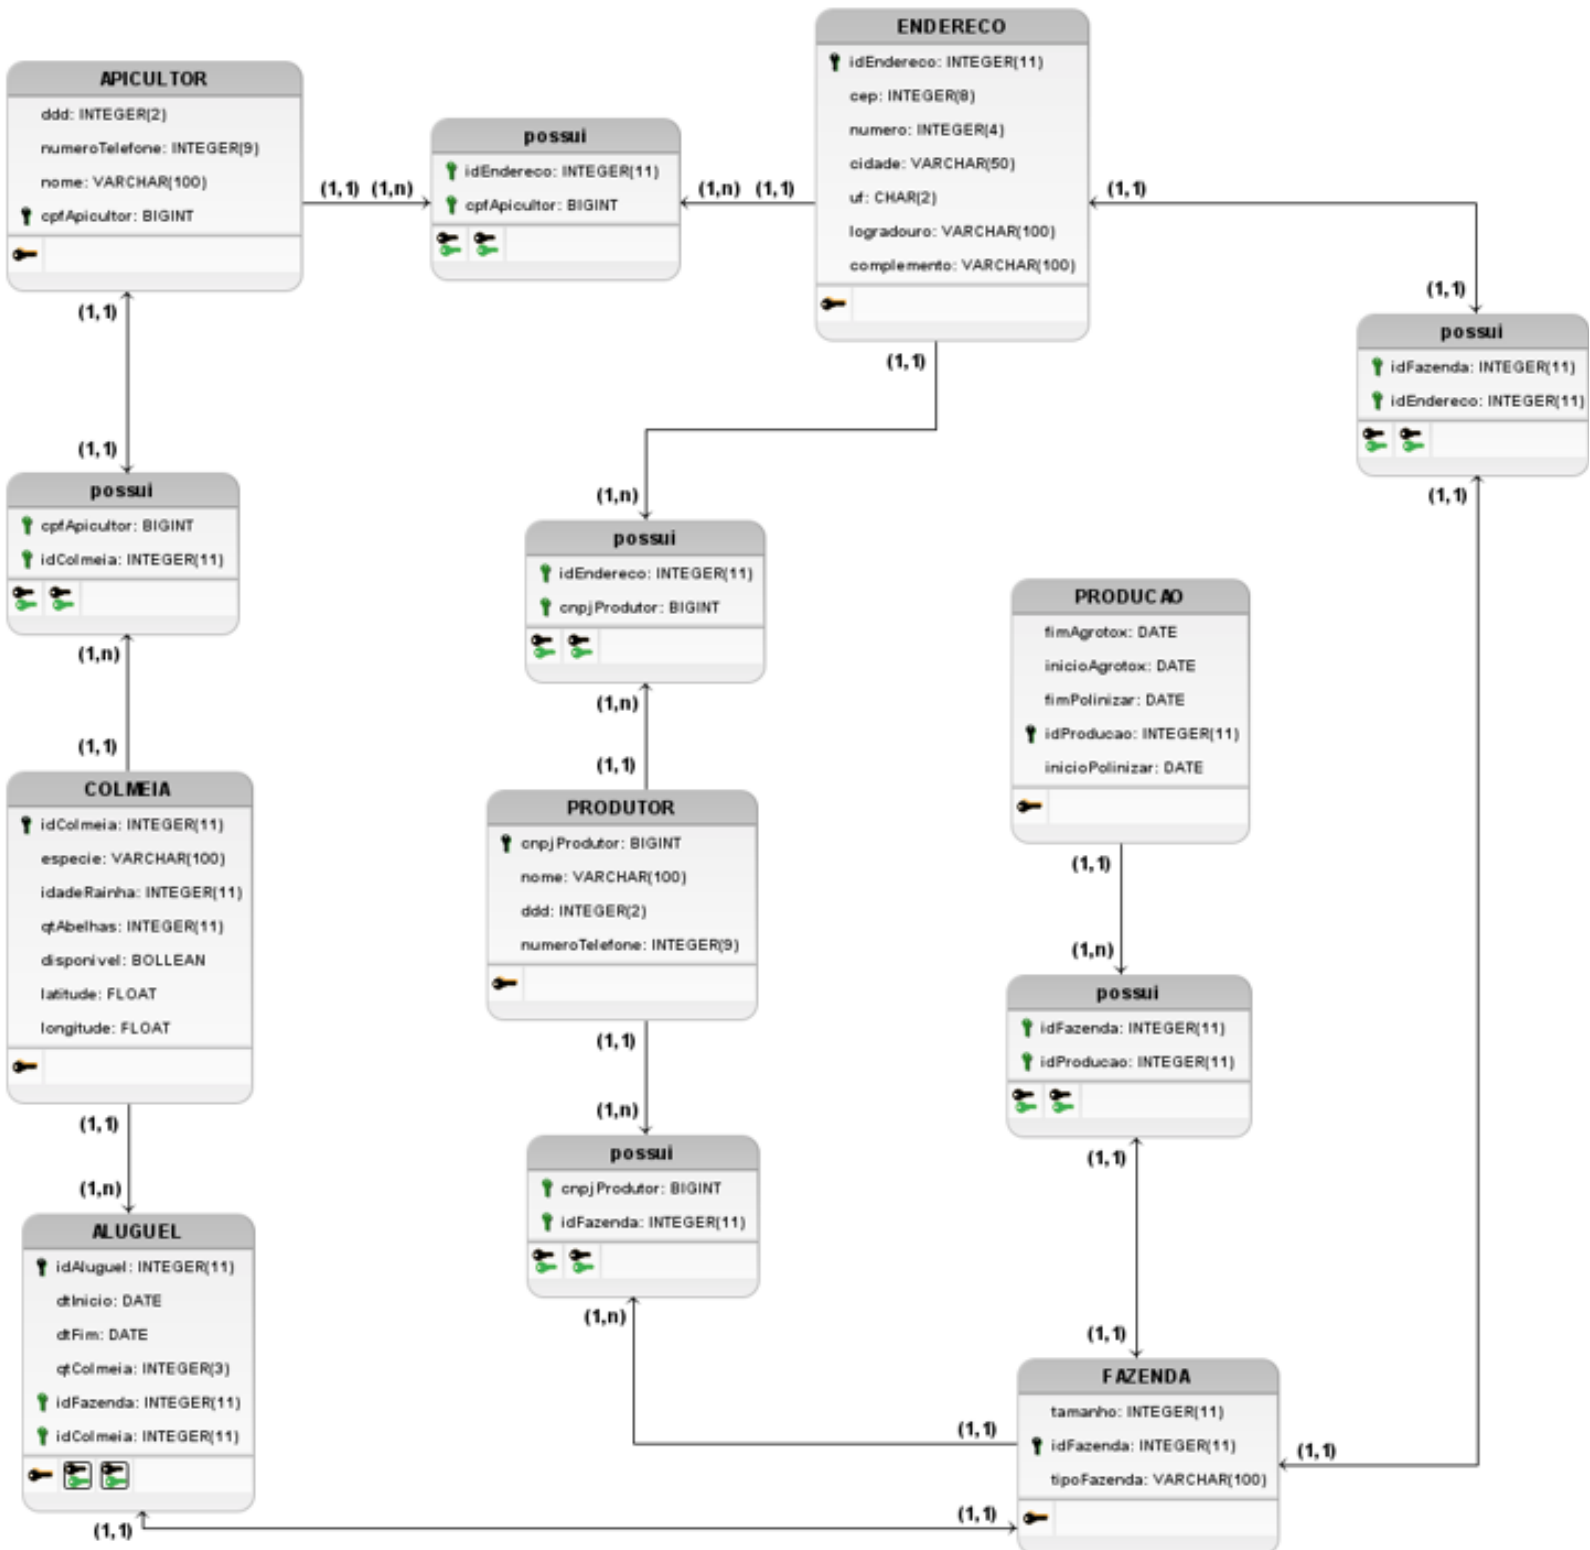 ENDERECO
idEndereco: INTEGER(11)
cep: INTEGER(8)
numero: INTEGER(4)
cidade: VARCHAR(50)
uf: CHAR(2)
logradouro: VARCHAR(100)
complemento: VARCHAR(100)
APICULTOR
ddd: INTEGER(2)
numeroTelefone: INTEGER(9)
nome: VARCHAR(100)
cpfApicultor: BIGINT
(1,1) (1,n)
possui
idEndereco: INTEGER(11)
cpfApicultor: BIGINT
(1,n) (1,1)
(1,1)
(1,1)
possui
idFazenda: INTEGER(11)
idEndereco: INTEGER(11)
(1,1)
(1,1)
(1,1)
possui
cpfApicultor: BIGINT
idColmeia: INTEGER(11)
(1,n)
(1,1)
(1,1)
(1,n)
possui
idEndereco: INTEGER(11)
cnpjProdutor: BIGINT
(1,n)
(1,1)
PRODUCAO
fimAgrotox: DATE
inicioAgrotox: DATE
fimPolinizar: DATE
idProducao: INTEGER(11)
inicioPolinizar: DATE
(1,1)
(1,n)
COLMEIA
idColmeia: INTEGER(11)
especie: VARCHAR(100)
idadeRainha: INTEGER(11)
qtAbelhas: INTEGER(11)
disponivel: BOLLEAN
latitude: FLOAT
longitude: FLOAT
(1,1)
(1,n)
PRODUTOR
cnpjProdutor: BIGINT
nome: VARCHAR(100)
ddd: INTEGER(2)
numeroTelefone: INTEGER(9)
(1,1)
(1,n)
possui
idFazenda: INTEGER(11)
idProducao: INTEGER(11)
(1,1)
(1,1)
possui
cnpjProdutor: BIGINT
idFazenda: INTEGER(11)
(1,n)
(1,1)
ALUGUEL
idAluguel: INTEGER(11)
dtInicio: DATE
dtFim: DATE
qtColmeia: INTEGER(3)
idFazenda: INTEGER(11)
idColmeia: INTEGER(11)
(1,1)
(1,1)
FAZENDA
tamanho: INTEGER(11)
idFazenda: INTEGER(11)
tipoFazenda: VARCHAR(100)
(1,1)